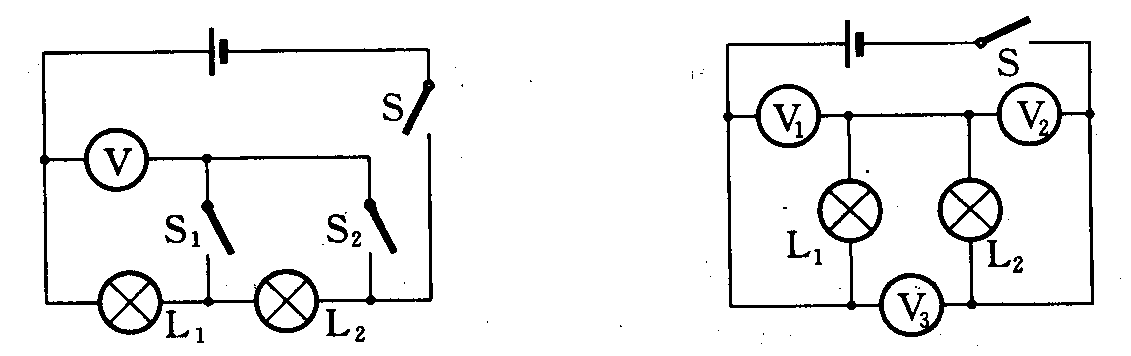 S
V
S₁
S₂
L₁
L₂
S
V₁
V₂
L₁
L₂
V₃